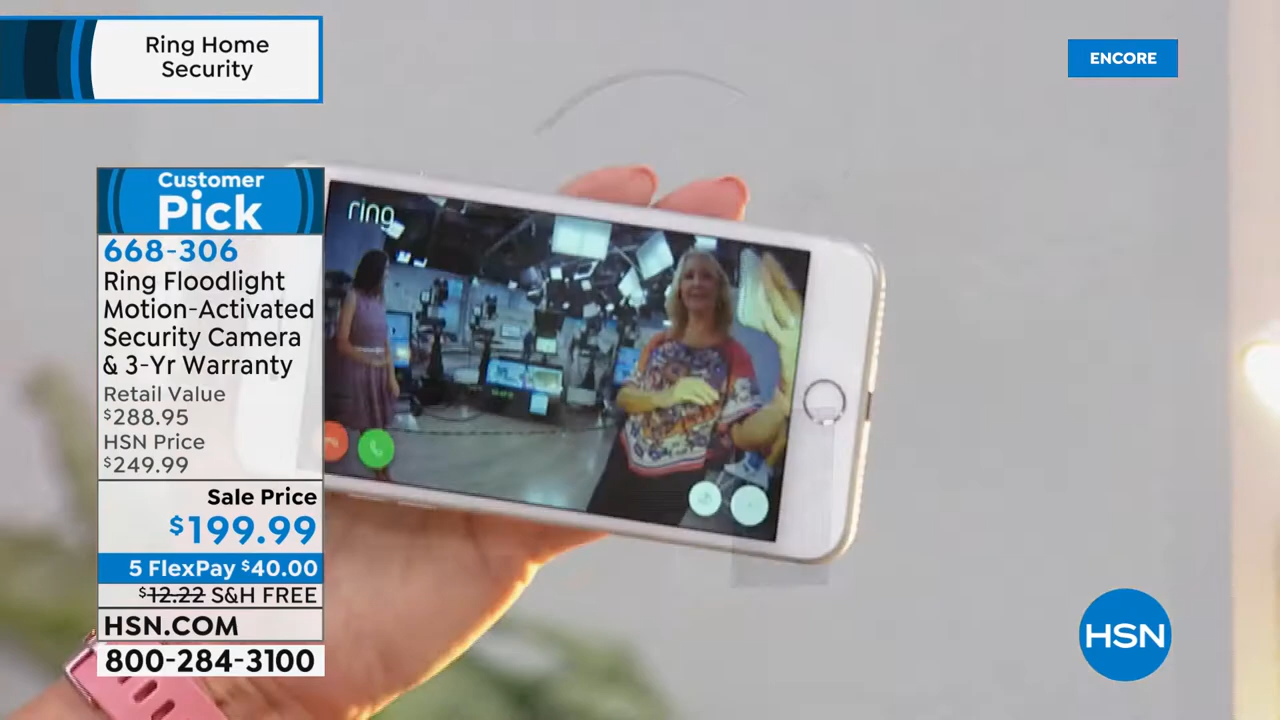 Ring Home
Security
ENCORE
Customer
Pick
668-306
Ring Floodlight
Motion-Activated
Security Camera
& 3-Yr Warranty
Retail Value
$288.95
HSN Price
$249.99
Sale Price
$199.99
5 FlexPay $40.00
$12.22 S&H FREE
HSN.COM
800-284-3100
ring
HSN